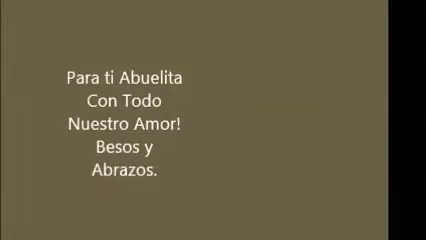 Para ti Abuelita
Con Todo
Nuestro Amor!
Besos y
Abrazos.